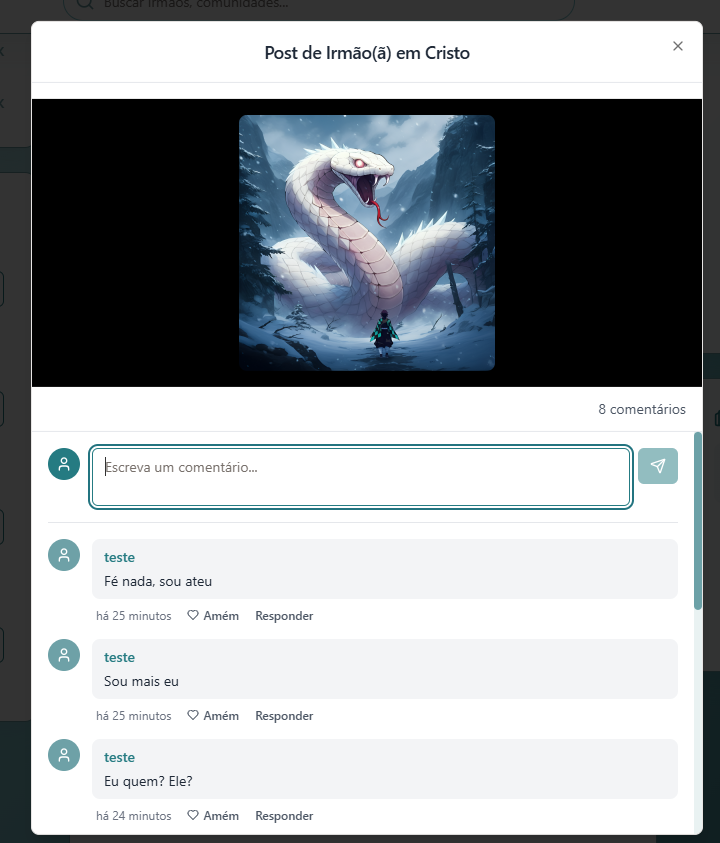 Buscar irmãos, comunidades...
Post de Irmão(ã) em Cristo
8 comentários
Escreva um comentário...
teste
Fé nada, sou ateu
há 25 minutos Amém Responder
teste
Sou mais eu
há 25 minutos Amém Responder
teste
Eu quem? Ele?
há 24 minutos Amém Responder